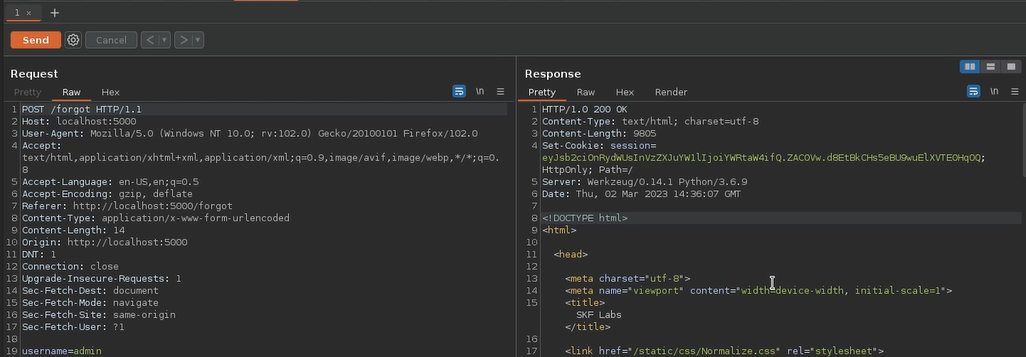 1 × +
Send Cancel < >
Request
Pretty Raw Hex \n
1 POST /forgot HTTP/1.1
2 Host: localhost:5000
3 User-Agent: Mozilla/5.0 (Windows NT 10.0; rv:102.0) Gecko/20100101 Firefox/102.0
4 Accept:
text/html,application/xhtml+xml,application/xml;q=0.9,image/avif,image/webp,*/*;q=0.
8
5 Accept-Language: en-US,en;q=0.5
6 Accept-Encoding: gzip, deflate
7 Referer: http://localhost:5000/forgot
8 Content-Type: application/x-www-form-urlencoded
9 Content-Length: 14
10 Origin: http://localhost:5000
11 DNT: 1
12 Connection: close
13 Upgrade-Insecure-Requests: 1
14 Sec-Fetch-Dest: document
15 Sec-Fetch-Mode: navigate
16 Sec-Fetch-Site: same-origin
17 Sec-Fetch-User: ?1
18
19 username=admin
Response
Pretty Raw Hex Render \n
1 HTTP/1.0 200 OK
2 Content-Type: text/html; charset=utf-8
3 Content-Length: 9805
4 Set-Cookie: session=
HttpOnly; Path=/
5 Server: Werkzeug/0.14.1 Python/3.6.9
6 Date: Thu, 02 Mar 2023 14:36:07 GMT
7
8 <!DOCTYPE html>
9 <html>
10
11 <head>
12
13 <meta charset="utf-8">
14 <meta name="viewport" content="width=device-width, initial-scale=1">
15 <title>
SKF Labs
</title>
16
17 <link href="/static/css/Normalize.css" rel="stylesheet">